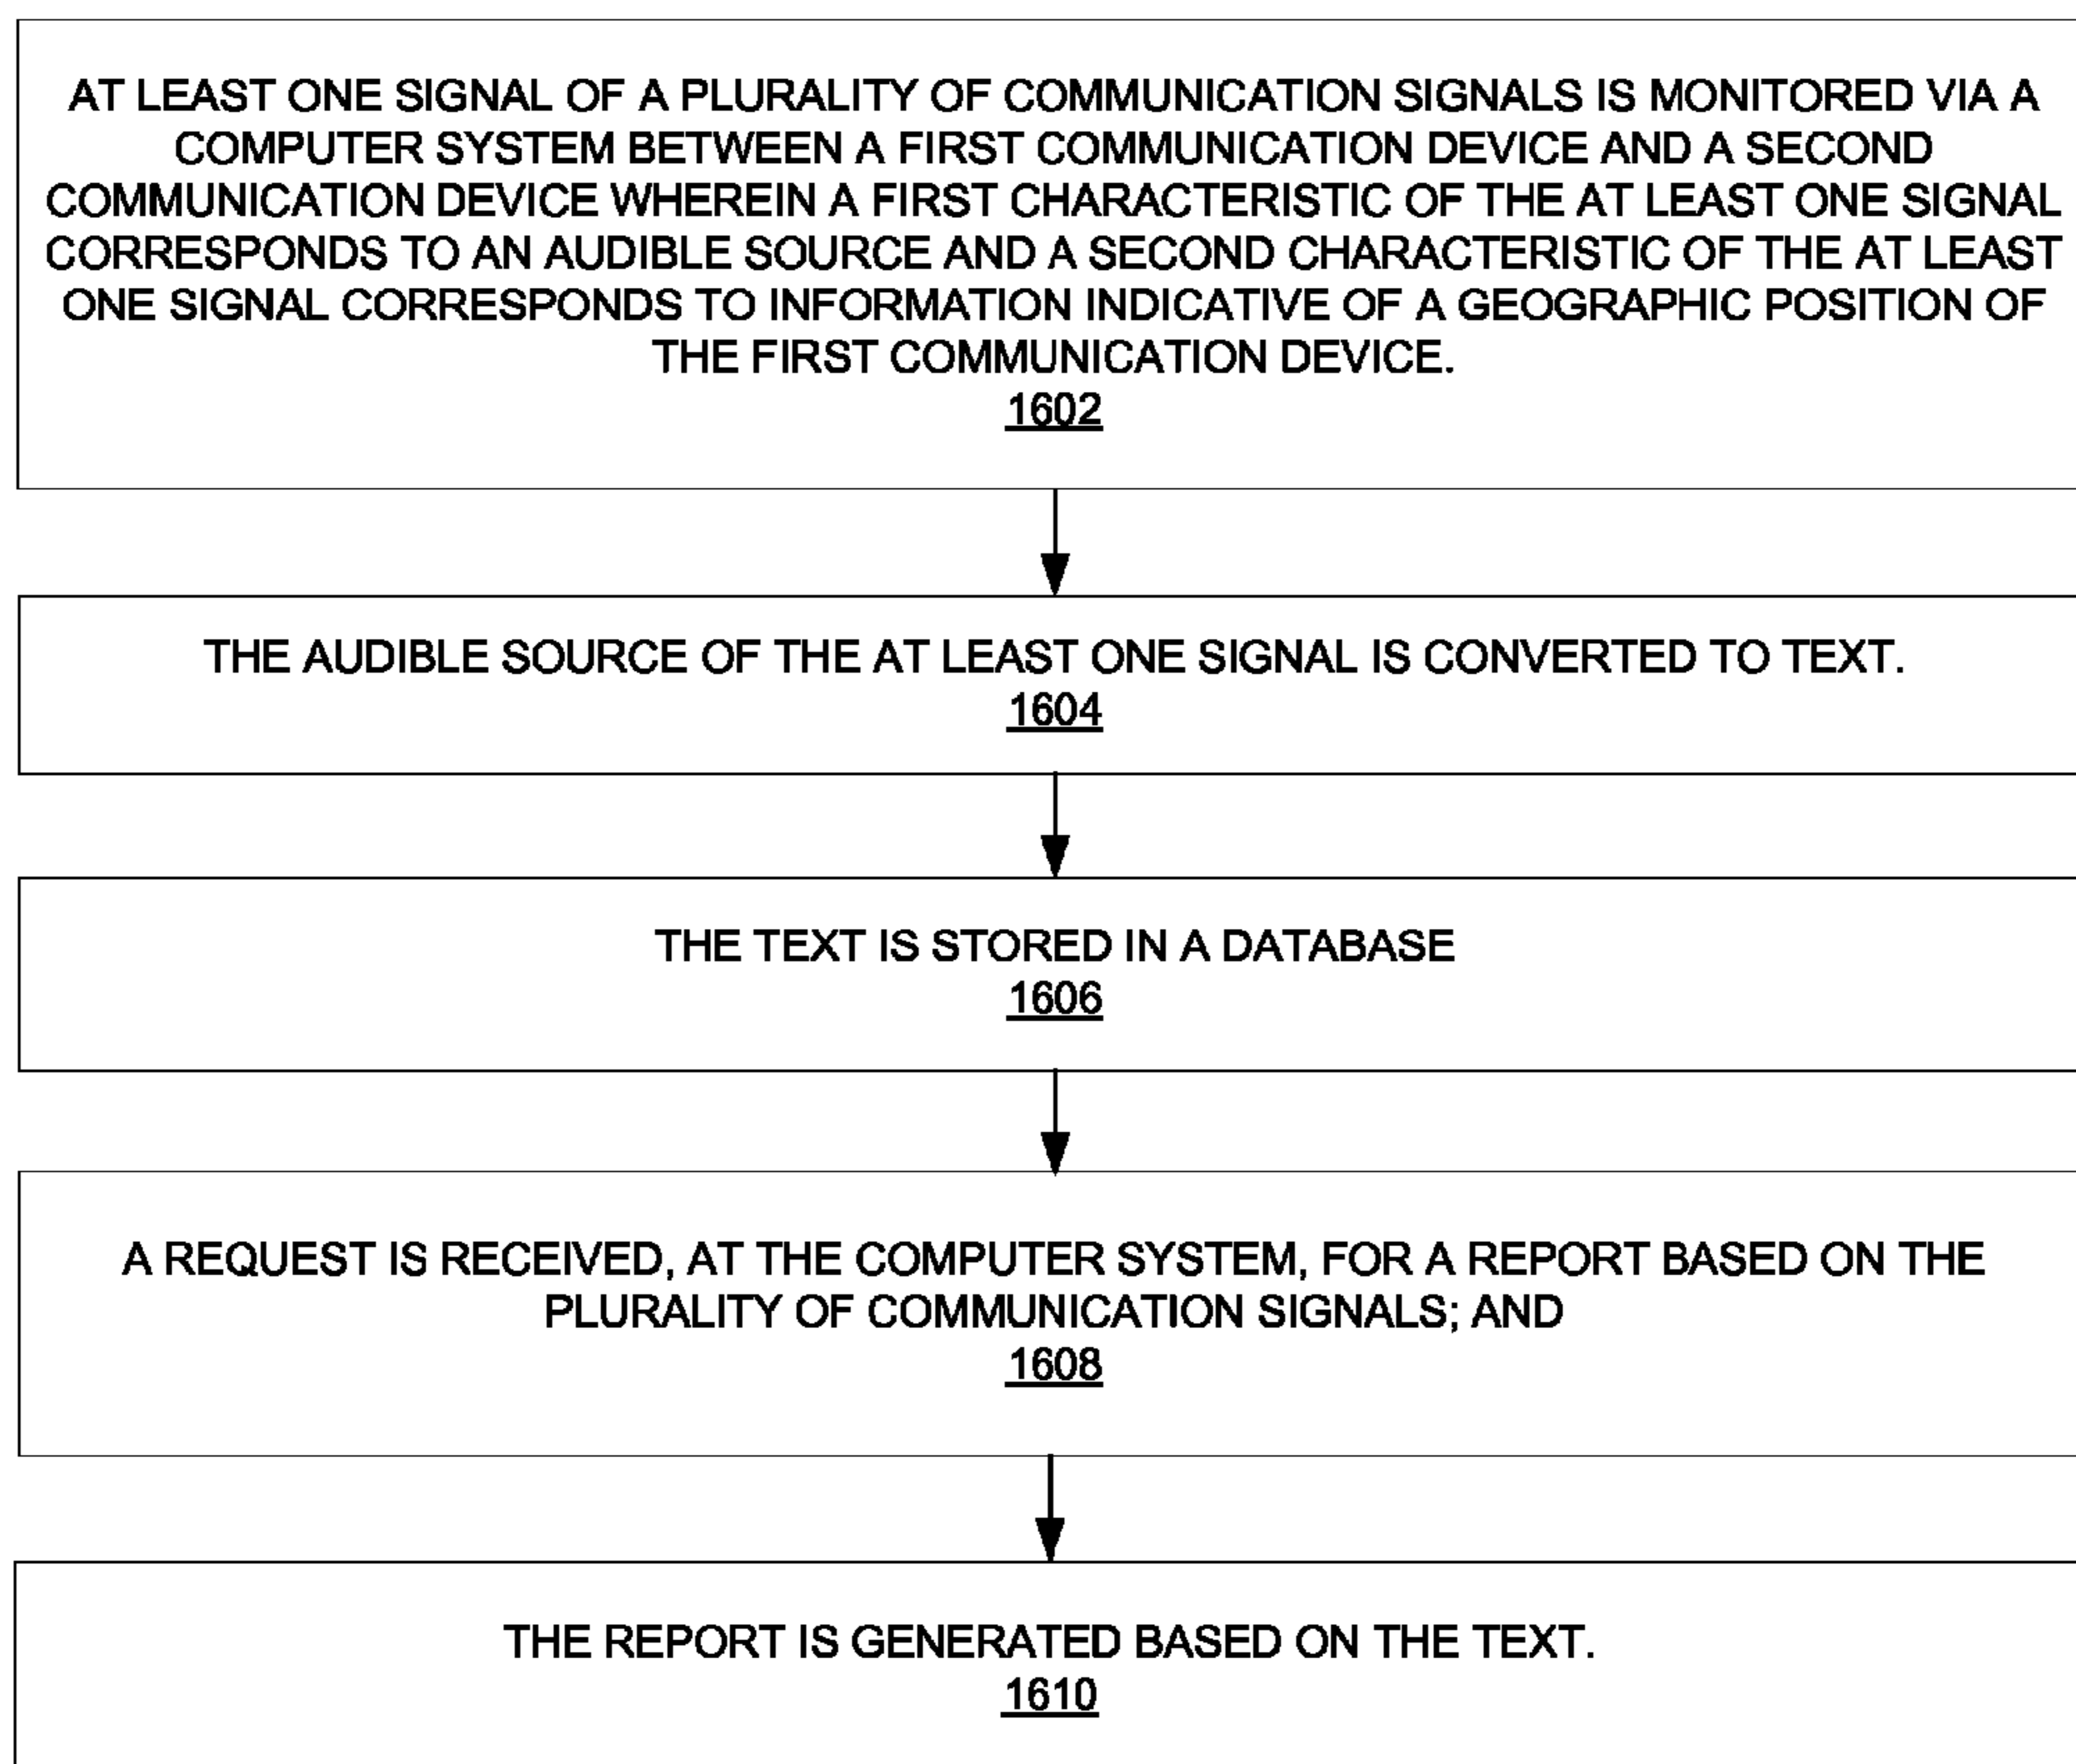 AT LEAST ONE SIGNAL OF A PLURALITY OF COMMUNICATION SIGNALS IS MONITORED VIA A
COMPUTER SYSTEM BETWEEN A FIRST COMMUNICATION DEVICE AND A SECOND
COMMUNICATION DEVICE WHEREIN A FIRST CHARACTERISTIC OF THE AT LEAST ONE SIGNAL
CORRESPONDS TO AN AUDIBLE SOURCE AND A SECOND CHARACTERISTIC OF THE AT LEAST
ONE SIGNAL CORRESPONDS TO INFORMATION INDICATIVE OF A GEOGRAPHIC POSITION OF
THE FIRST COMMUNICATION DEVICE.
1602
THE AUDIBLE SOURCE OF THE AT LEAST ONE SIGNAL IS CONVERTED TO TEXT.
1604
THE TEXT IS STORED IN A DATABASE
1606
A REQUEST IS RECEIVED, AT THE COMPUTER SYSTEM, FOR A REPORT BASED ON THE
PLURALITY OF COMMUNICATION SIGNALS; AND
1608
THE REPORT IS GENERATED BASED ON THE TEXT.
1610